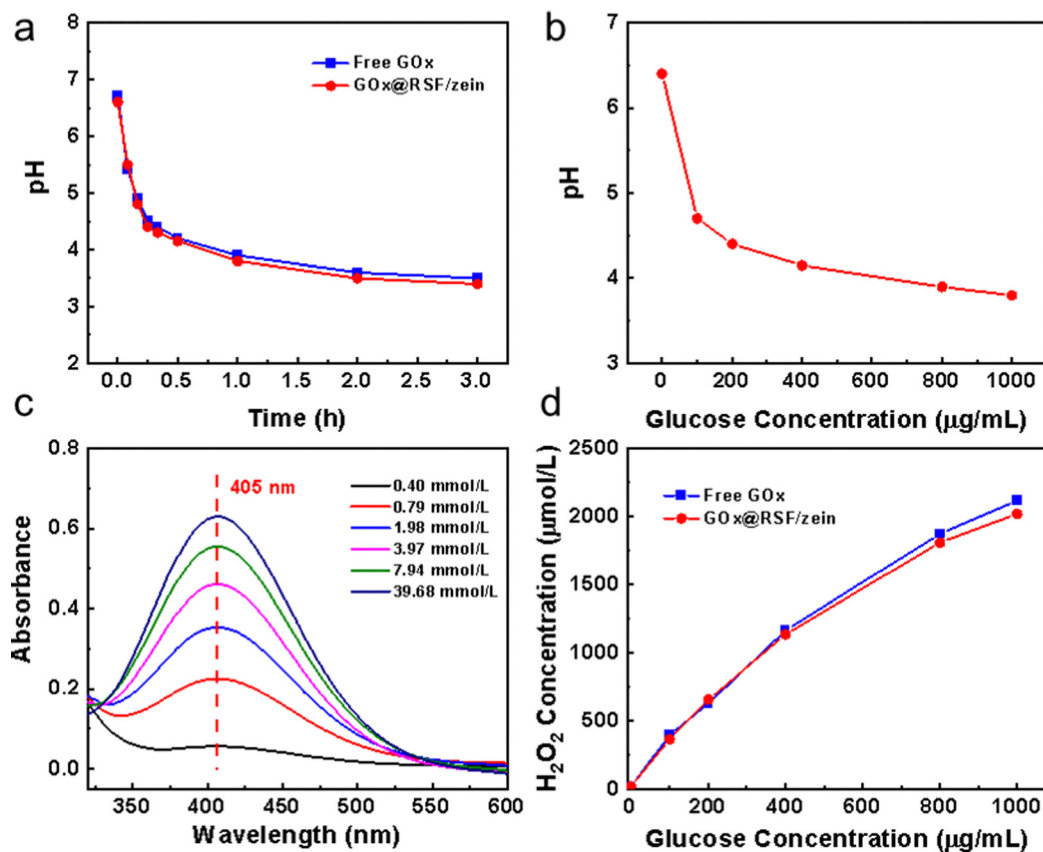 a
8
7
6
5
4
3
2
pH
Free GOx
GOx@RSF/zein
0.0 0.5 1.0 1.5 2.0 2.5 3.0
Time (h)
b
7
6
5
4
3
pH
0 200 400 600 800 1000
Glucose Concentration (μg/mL)
c
0.8
0.6
0.4
0.2
0.0
Absorbance
405 nm
0.40 mmol/L
0.79 mmol/L
1.98 mmol/L
3.97 mmol/L
7.94 mmol/L
39.68 mmol/L
350 400 450 500 550 600
Wavelength (nm)
d
2500
2000
1500
1000
500
0
H₂O₂ Concentration (μmol/L)
Free GOx
GOx@RSF/zein
0 200 400 600 800 1000
Glucose Concentration (μg/mL)